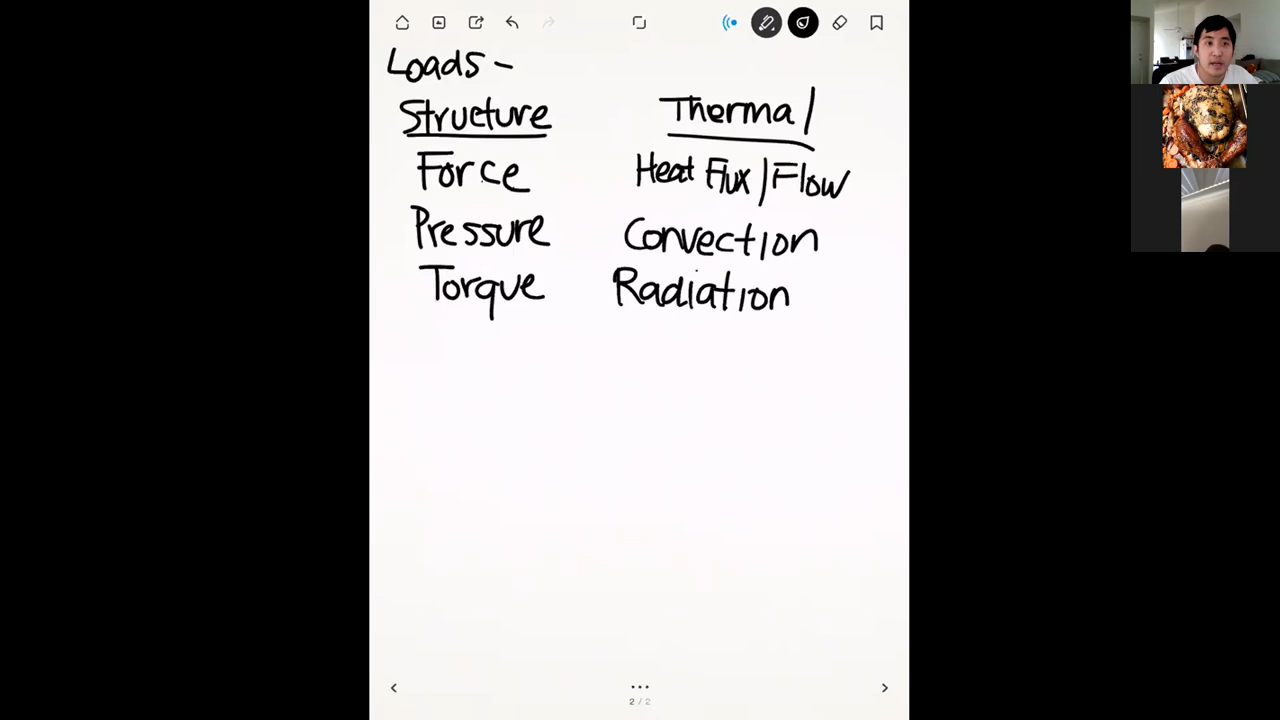 Loads -
Structure Thermal
Force Heat Flux/Flow
Pressure Convection
Torque Radiation
2 / 2